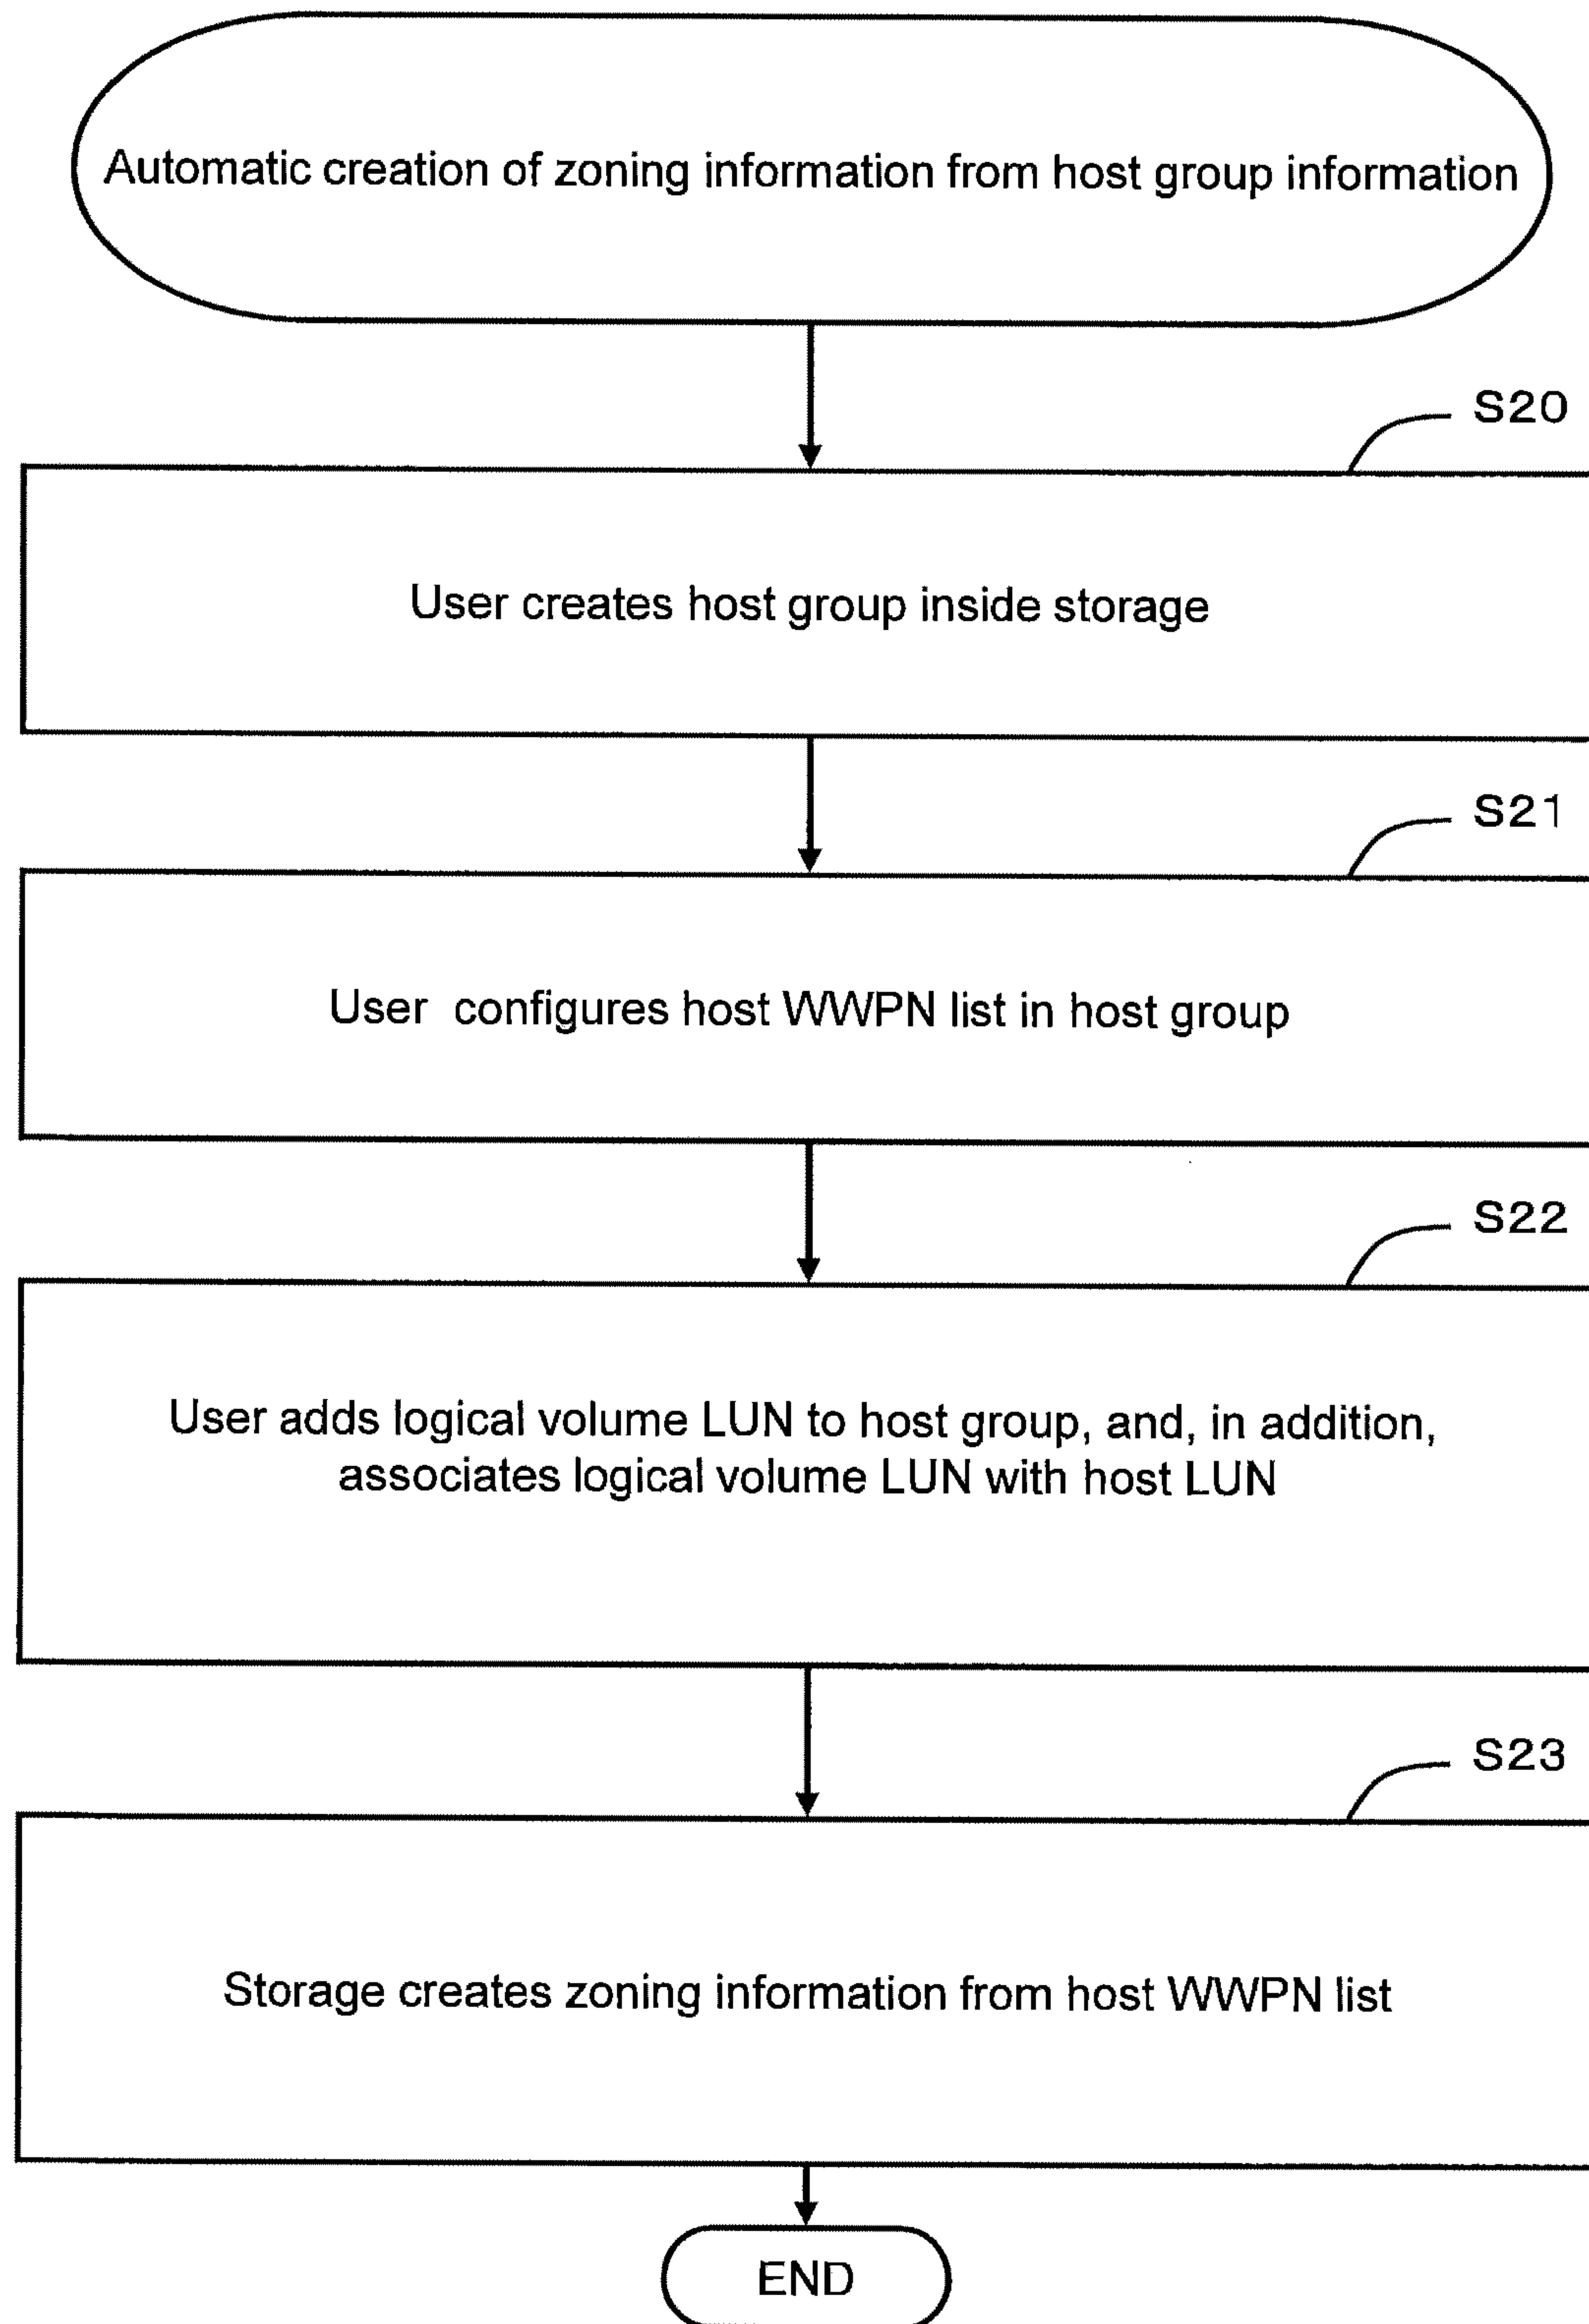 Automatic creation of zoning information from host group information
S20
User creates host group inside storage
S21
User configures host WWPN list in host group
S22
User adds logical volume LUN to host group, and, in addition,
associates logical volume LUN with host LUN
S23
Storage creates zoning information from host WWPN list
END